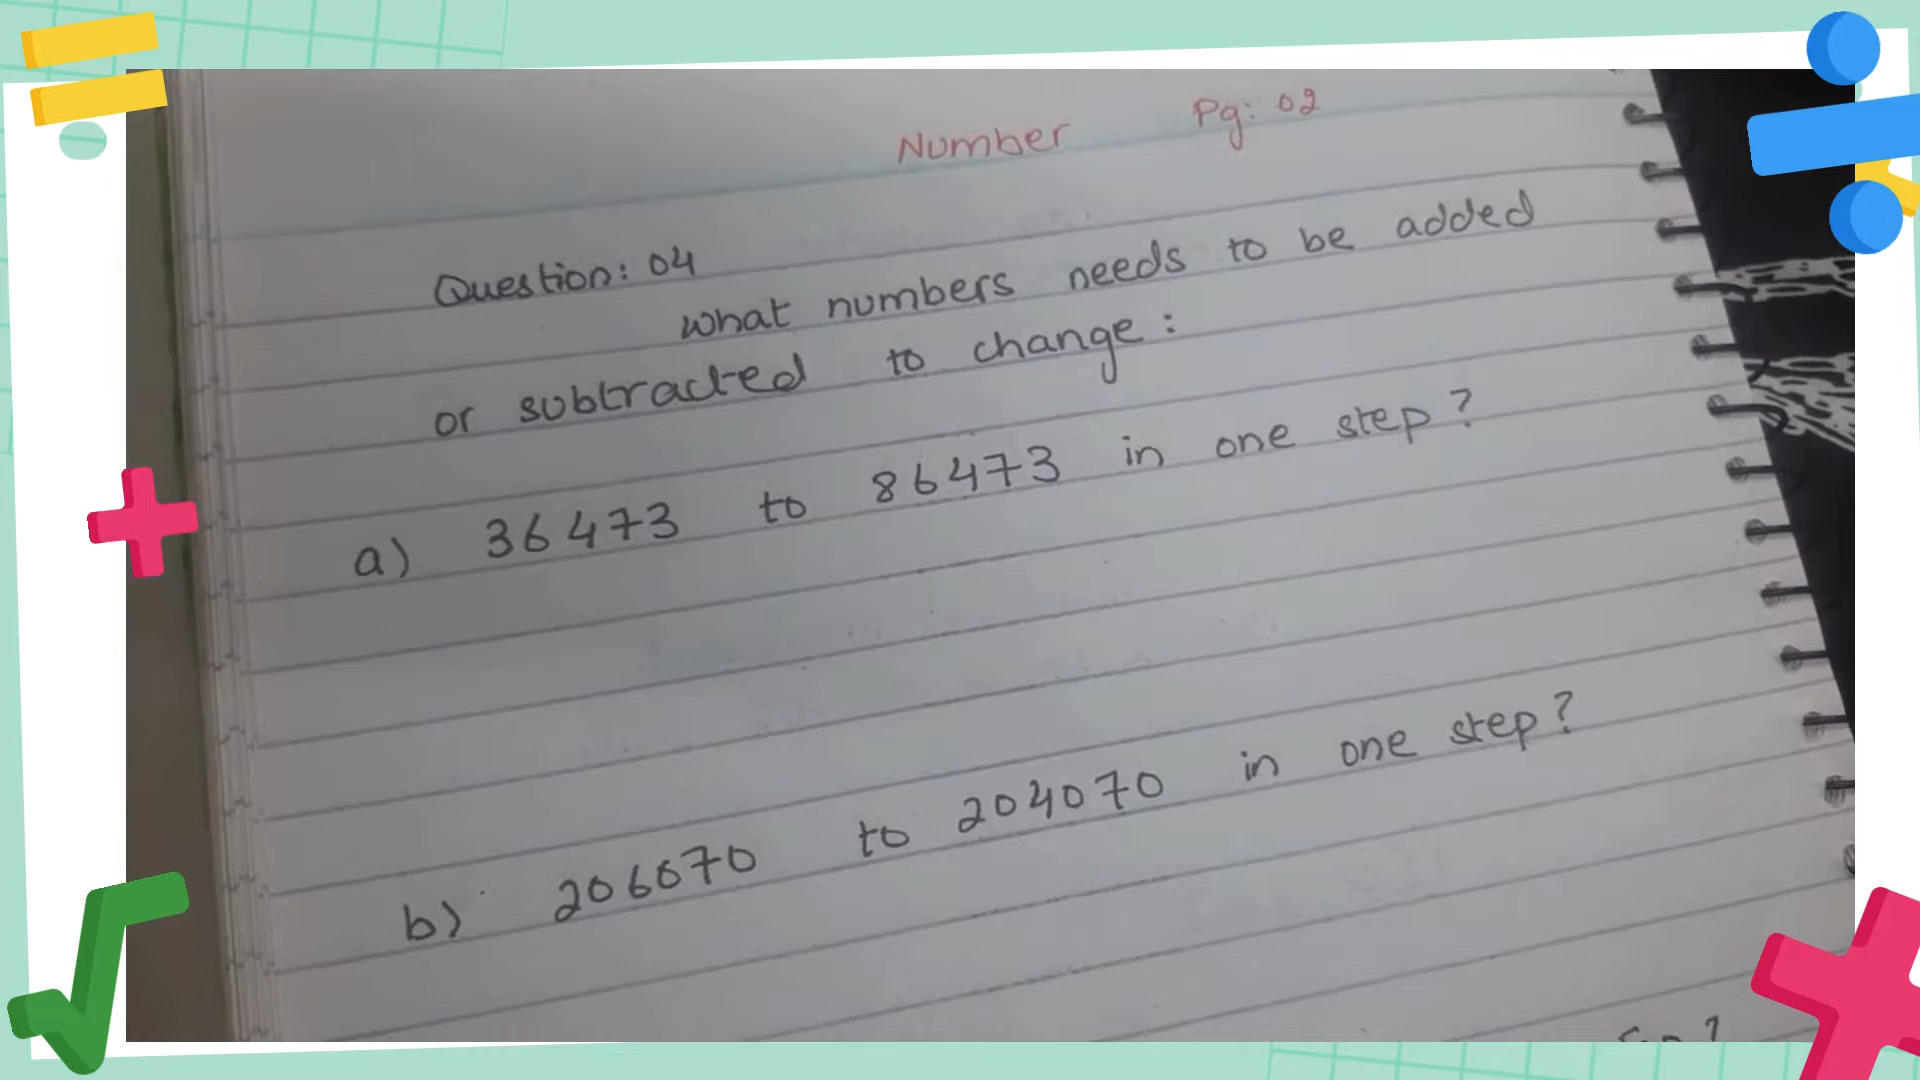 Number Pg: 02
Question: 04
What numbers needs to be added
or subtracted to change:
a) 36473 to 86473 in one step?
b) 206070 to 204070 in one step?